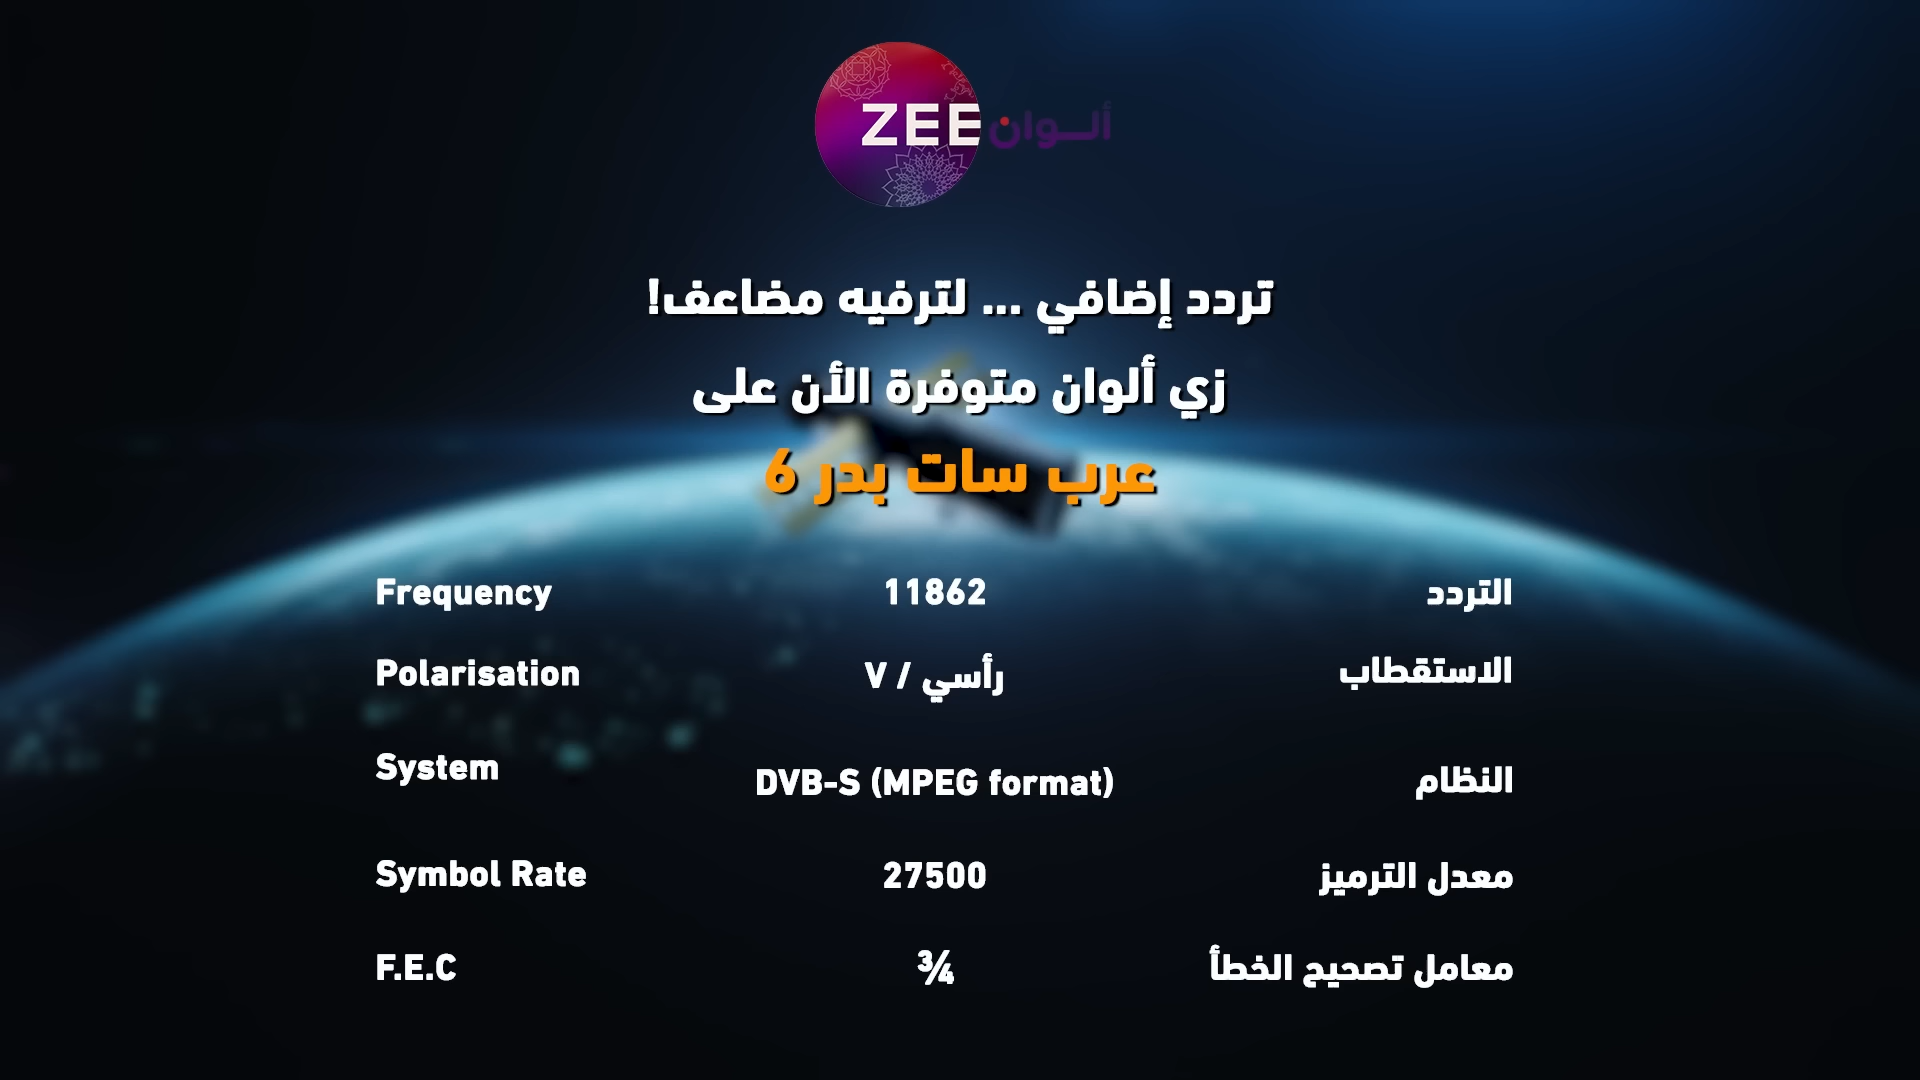 ZEE ألـوان
تردد إضافي ... لترفيه مضاعف!
زي ألوان متوفرة الأن على
عرب سات بدر 6
Frequency 11862 التردد
Polarisation رأسي / V الاستقطاب
System DVB-S (MPEG format) النظام
Symbol Rate 27500 معدل الترميز
F.E.C ¾ معامل تصحيح الخطأ